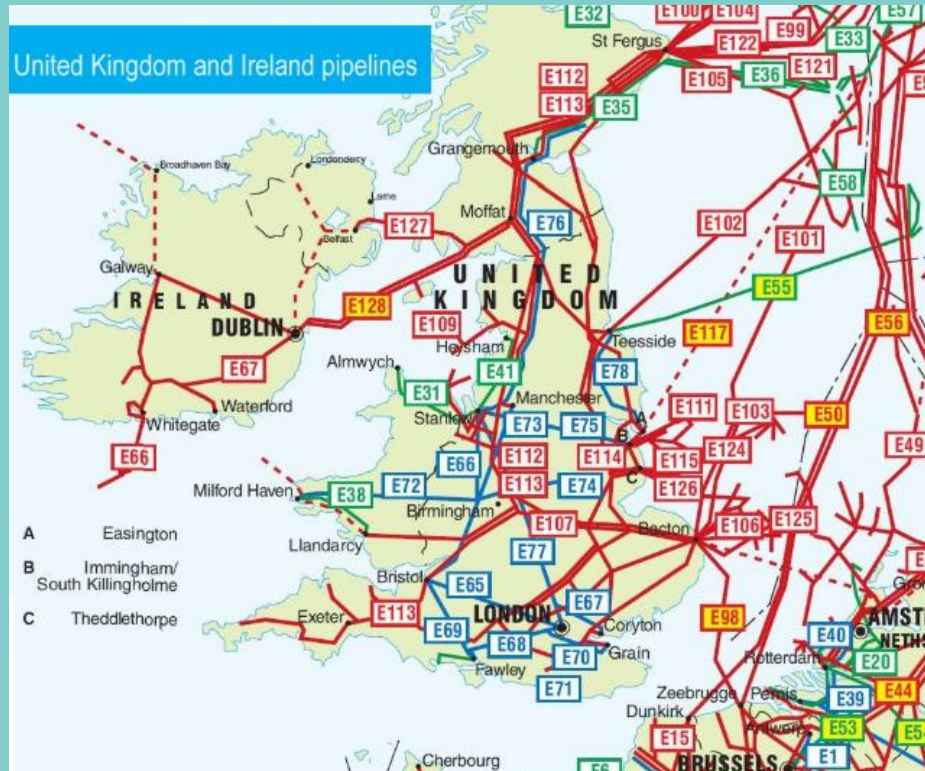 United Kingdom and Ireland pipelines
E32
E100
E104
E99
E57
E33
St Fergus
E122
E121
E105
E36
E112
E113
E35
Grangemouth
Broadhaven Bay
Londonderry
Larne
Belfast
E127
Moffat
E76
E58
E102
E101
Galway
IRELAND
DUBLIN
E128
UNITED
KINGDOM
E55
E109
Heysham
Teesside
E117
E56
E67
Almwych
E41
E78
E31
Stanlow
Manchester
Waterford
Whitegate
E73
E75
A
B
E111
E103
E50
E66
E66
E112
E114
E115
E124
E49
C
E126
Milford Haven
E38
E72
E113
E74
Birmingham
E107
Bacton
E106
E125
Llandarcy
E77
A Easington
B Immingham/
South Killingholme
C Theddlethorpe
Bristol
E65
E67
Exeter
E113
E69
LONDON
Coryton
E68
E70
Grain
Fawley
E71
E98
E40
AMST
NETH
Rotterdam
E20
Zeebrugge
Pernis
E39
E44
Dunkirk
Antwerp
E53
E15
BRUSSELS
E1
Cherbourg
E6